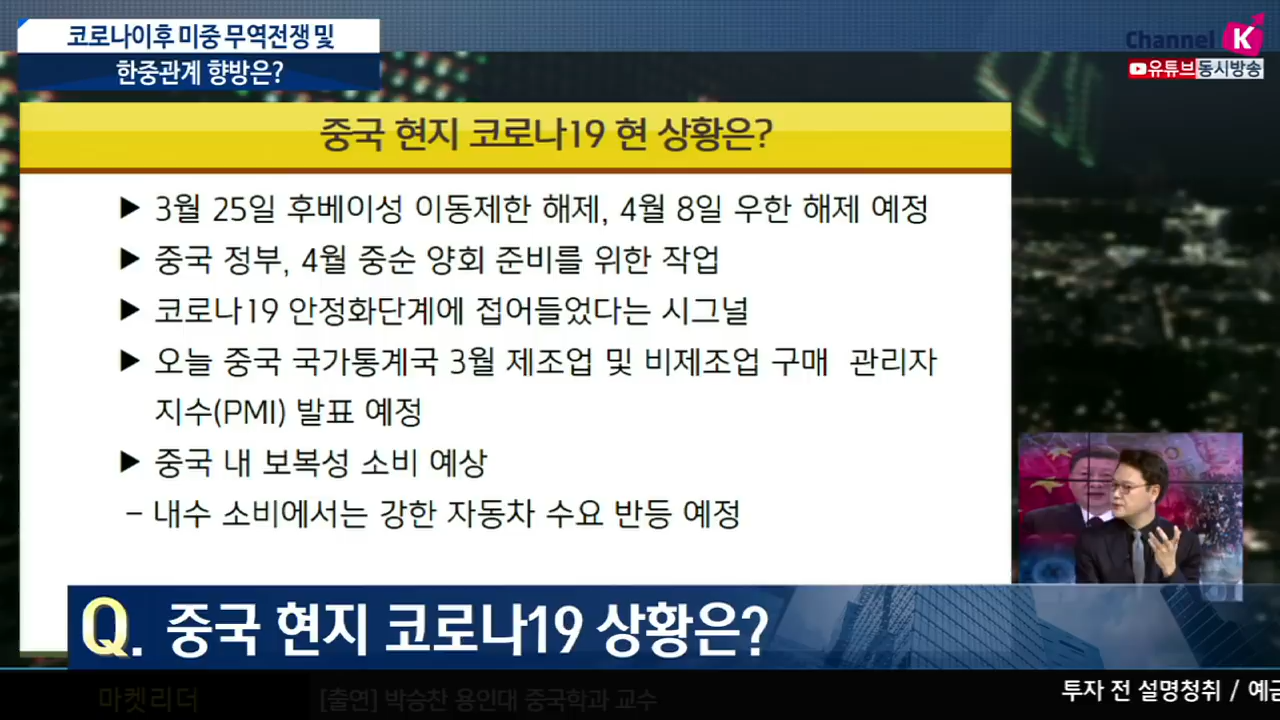 코로나이후 미중 무역전쟁 및
한중관계 향방은?
Channel K
유튜브동시방송
중국 현지 코로나19 현 상황은?
▶ 3월 25일 후베이성 이동제한 해제, 4월 8일 우한 해제 예정
▶ 중국 정부, 4월 중순 양회 준비를 위한 작업
▶ 코로나19 안정화단계에 접어들었다는 시그널
▶ 오늘 중국 국가통계국 3월 제조업 및 비제조업 구매 관리자
지수(PMI) 발표 예정
▶ 중국 내 보복성 소비 예상
– 내수 소비에서는 강한 자동차 수요 반등 예정
Q. 중국 현지 코로나19 상황은?
마켓리더 [출연] 박승찬 용인대 중국학과 교수
투자 전 설명청취 / 예금